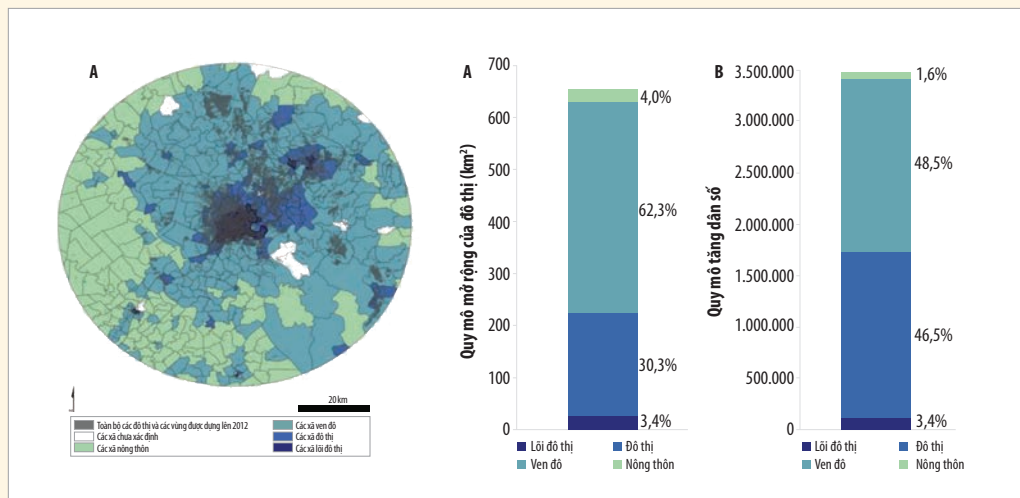 A
20 km
Toàn bộ các đô thị và các vùng được dựng lên 2012
Các xã chưa xác định
Các xã nông thôn
Các xã ven đô
Các xã đô thị
Các xã lõi đô thị
A
Quy mô mở rộng của đô thị (km²)
700
600
500
400
300
200
100
0
4,0%
62,3%
30,3%
3,4%
Lõi đô thị
Đô thị
Ven đô
Nông thôn
B
Quy mô tăng dân số
3.500.000
3.000.000
2.500.000
2.000.000
1.500.000
1.000.000
500.000
0
1,6%
48,5%
46,5%
3,4%
Lõi đô thị
Đô thị
Ven đô
Nông thôn